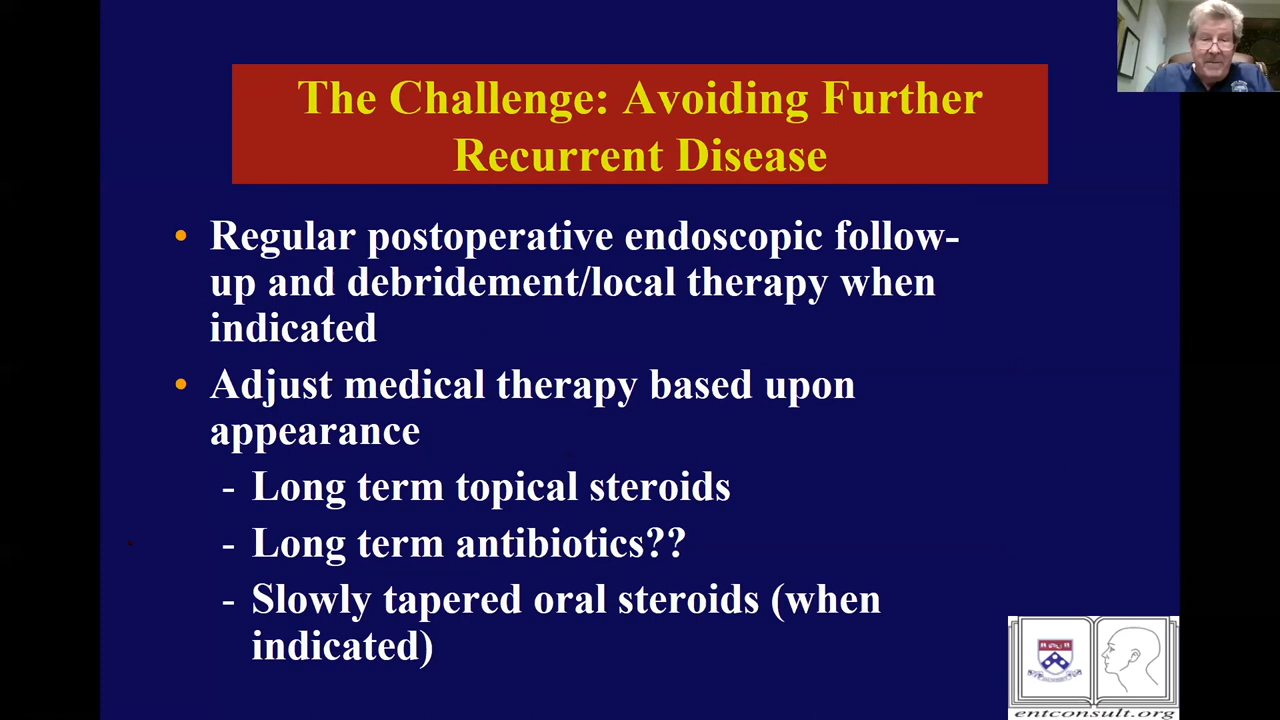 The Challenge: Avoiding Further
Recurrent Disease
• Regular postoperative endoscopic follow-
up and debridement/local therapy when
indicated
• Adjust medical therapy based upon
appearance
- Long term topical steroids
- Long term antibiotics??
- Slowly tapered oral steroids (when
indicated)
entconsult.org